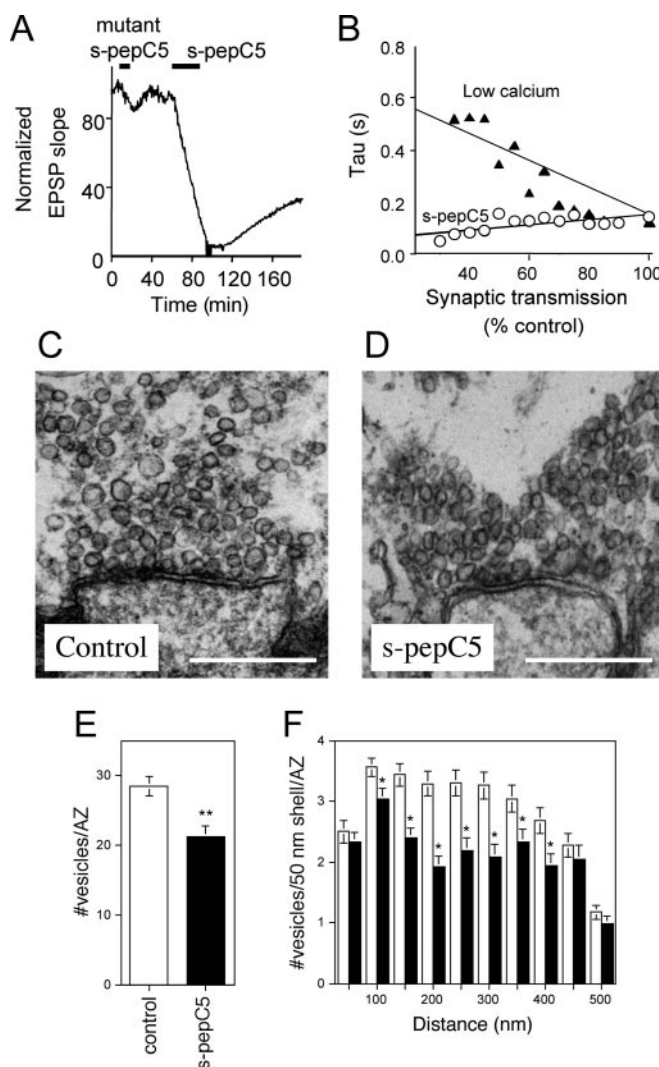 A
mutant
s-pepC5 s-pepC5
Normalized
EPSP slope
80
40
0
0 40 80 120 160
Time (min)
B
Tau (s)
0.8
0.6
0.4
0.2
0.0
Low calcium
s-pepC5
40 60 80 100
Synaptic transmission
(% control)
C
Control
D
s-pepC5
E
#vesicles/AZ
30
20
10
0
**
control
s-pepC5
F
#vesicles/50 nm shell/AZ
4
3
2
1
0
* * * * * * *
100 200 300 400 500
Distance (nm)